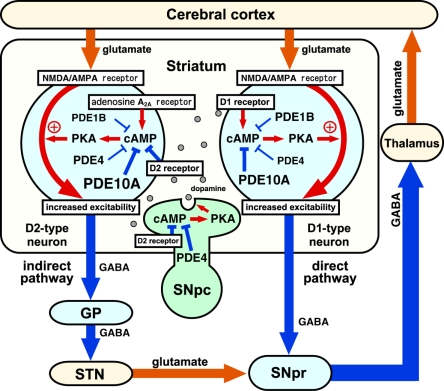 Cerebral cortex
glutamate
glutamate
Striatum
NMDA/AMPA receptor
NMDA/AMPA receptor
adenosine A2A receptor
D1 receptor
PDE1B
PDE1B
⊕
PKA
cAMP
cAMP
PKA
⊕
PDE4
PDE4
D2 receptor
PDE10A
PDE10A
dopamine
increased excitability
increased excitability
cAMP
PKA
D2-type
neuron
D1-type
neuron
D2 receptor
PDE4
indirect
pathway
GABA
direct
pathway
SNpc
GP
GABA
GABA
STN
glutamate
SNpr
glutamate
Thalamus
GABA